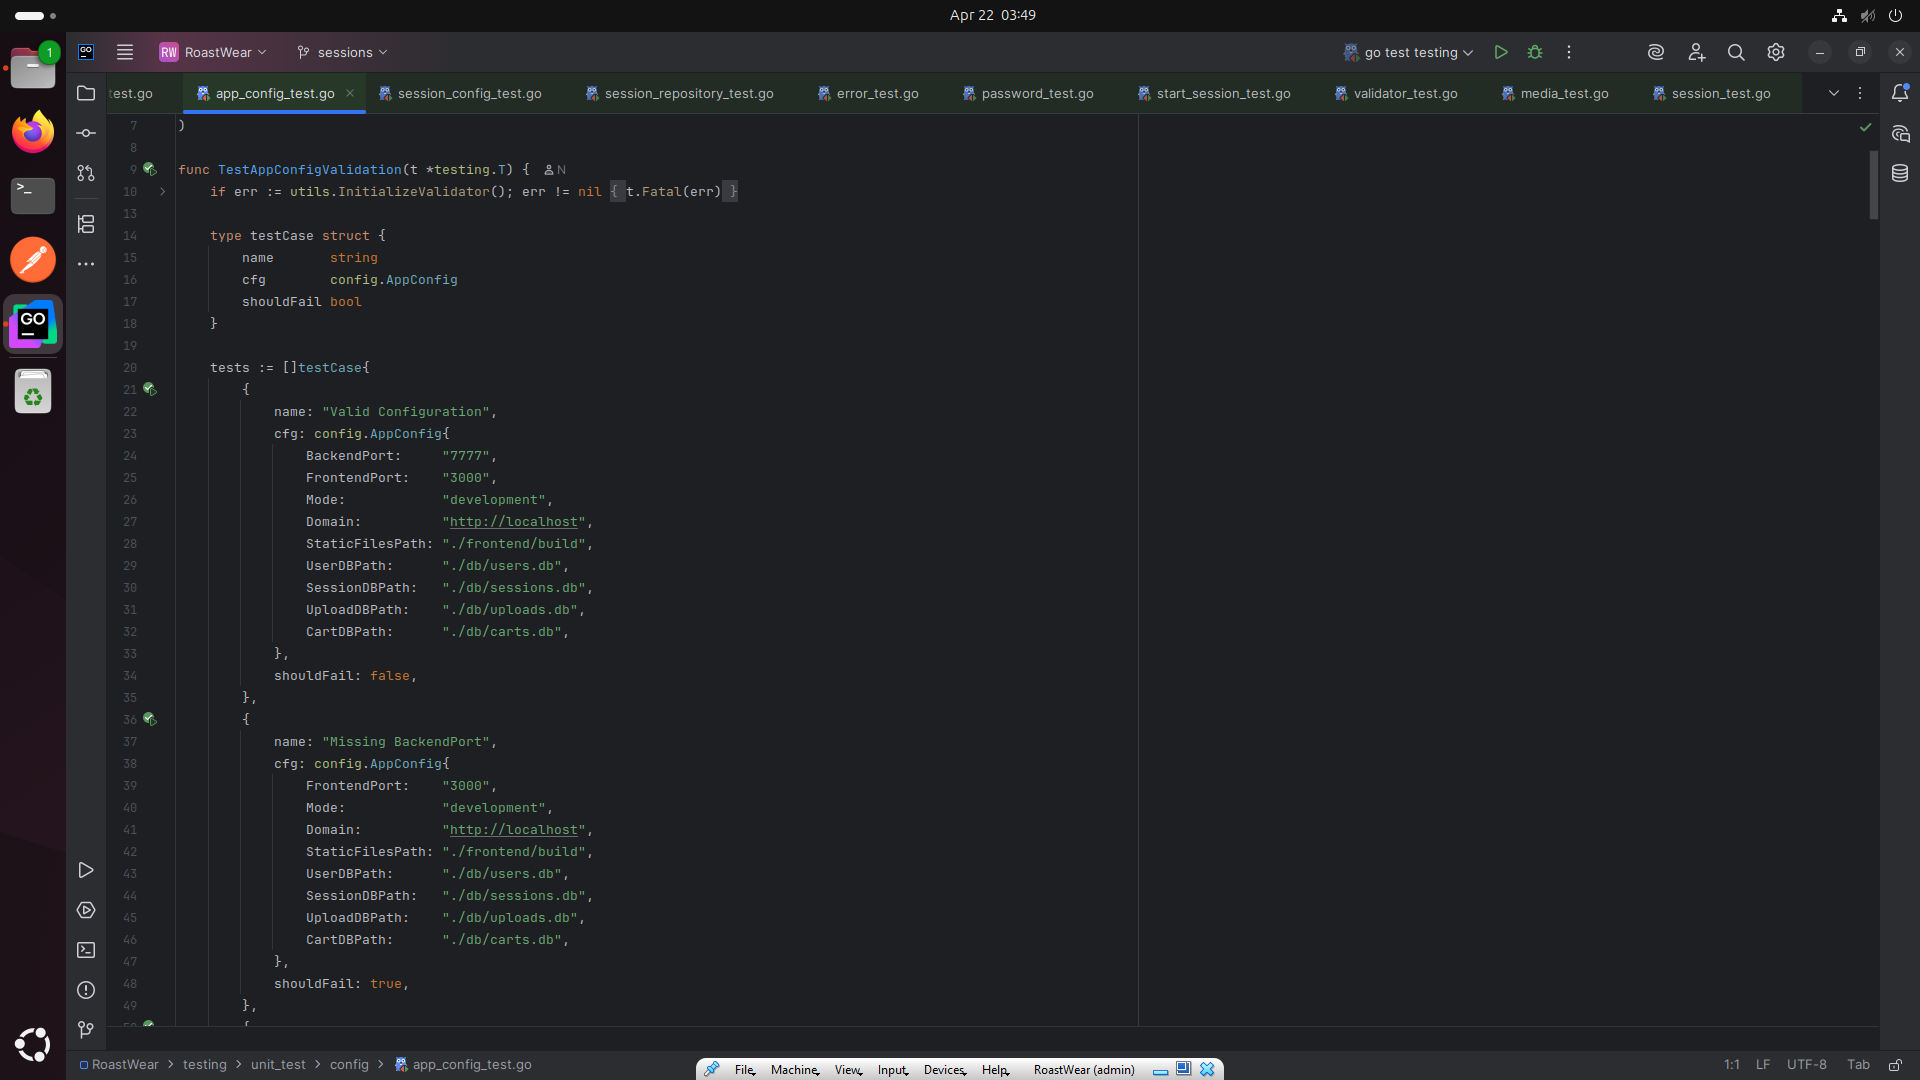 Apr 22 03:49
1
GO
RW RoastWear
sessions
go test testing
test.go
app_config_test.go
session_config_test.go
session_repository_test.go
error_test.go
password_test.go
start_session_test.go
validator_test.go
media_test.go
session_test.go
7 )
8
9 func TestAppConfigValidation(t *testing.T) { N
10 if err := utils.InitializeValidator(); err != nil { t.Fatal(err) }
13
14 type testCase struct {
15 name string
16 cfg config.AppConfig
17 shouldFail bool
18 }
19
20 tests := []testCase{
21 {
22 name: "Valid Configuration",
23 cfg: config.AppConfig{
24 BackendPort: "7777",
25 FrontendPort: "3000",
26 Mode: "development",
27 Domain: "http://localhost",
28 StaticFilesPath: "./frontend/build",
29 UserDBPath: "./db/users.db",
30 SessionDBPath: "./db/sessions.db",
31 UploadDBPath: "./db/uploads.db",
32 CartDBPath: "./db/carts.db",
33 },
34 shouldFail: false,
35 },
36 {
37 name: "Missing BackendPort",
38 cfg: config.AppConfig{
39 FrontendPort: "3000",
40 Mode: "development",
41 Domain: "http://localhost",
42 StaticFilesPath: "./frontend/build",
43 UserDBPath: "./db/users.db",
44 SessionDBPath: "./db/sessions.db",
45 UploadDBPath: "./db/uploads.db",
46 CartDBPath: "./db/carts.db",
47 },
48 shouldFail: true,
49 },
GO
RoastWear > testing > unit_test > config > app_config_test.go
File Machine View Input Devices Help RoastWear (admin)
1:1 LF UTF-8 Tab